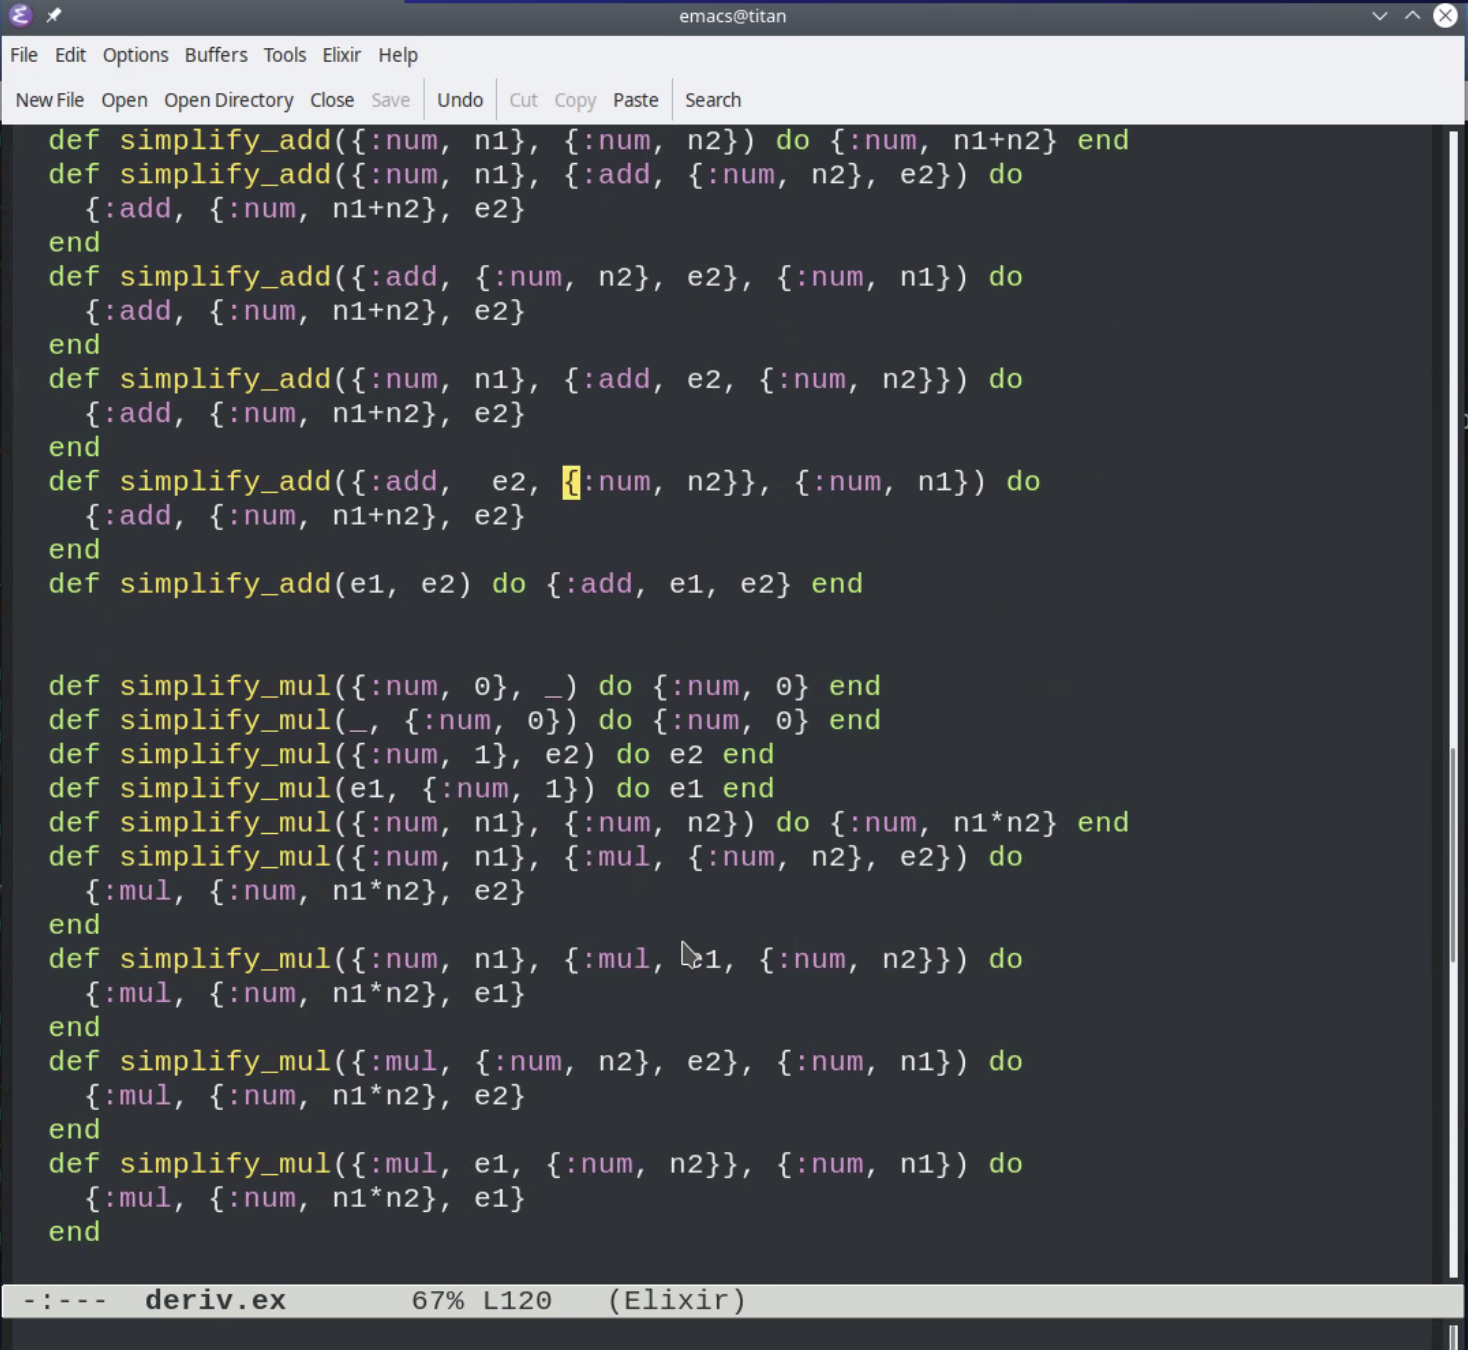 emacs@titan
File Edit Options Buffers Tools Elixir Help
New File Open Open Directory Close Save Undo Cut Copy Paste Search
def simplify_add({:num, n1}, {:num, n2}) do {:num, n1+n2} end
def simplify_add({:num, n1}, {:add, {:num, n2}, e2}) do
{:add, {:num, n1+n2}, e2}
end
def simplify_add({:add, {:num, n2}, e2}, {:num, n1}) do
{:add, {:num, n1+n2}, e2}
end
def simplify_add({:num, n1}, {:add, e2, {:num, n2}}) do
{:add, {:num, n1+n2}, e2}
end
def simplify_add({:add,  e2, {:num, n2}}, {:num, n1}) do
{:add, {:num, n1+n2}, e2}
end
def simplify_add(e1, e2) do {:add, e1, e2} end
def simplify_mul({:num, 0}, _) do {:num, 0} end
def simplify_mul(_, {:num, 0}) do {:num, 0} end
def simplify_mul({:num, 1}, e2) do e2 end
def simplify_mul(e1, {:num, 1}) do e1 end
def simplify_mul({:num, n1}, {:num, n2}) do {:num, n1*n2} end
def simplify_mul({:num, n1}, {:mul, {:num, n2}, e2}) do
{:mul, {:num, n1*n2}, e2}
end
def simplify_mul({:num, n1}, {:mul, e1, {:num, n2}}) do
{:mul, {:num, n1*n2}, e1}
end
def simplify_mul({:mul, {:num, n2}, e2}, {:num, n1}) do
{:mul, {:num, n1*n2}, e2}
end
def simplify_mul({:mul, e1, {:num, n2}}, {:num, n1}) do
{:mul, {:num, n1*n2}, e1}
end
-:--- deriv.ex 67% L120 (Elixir)